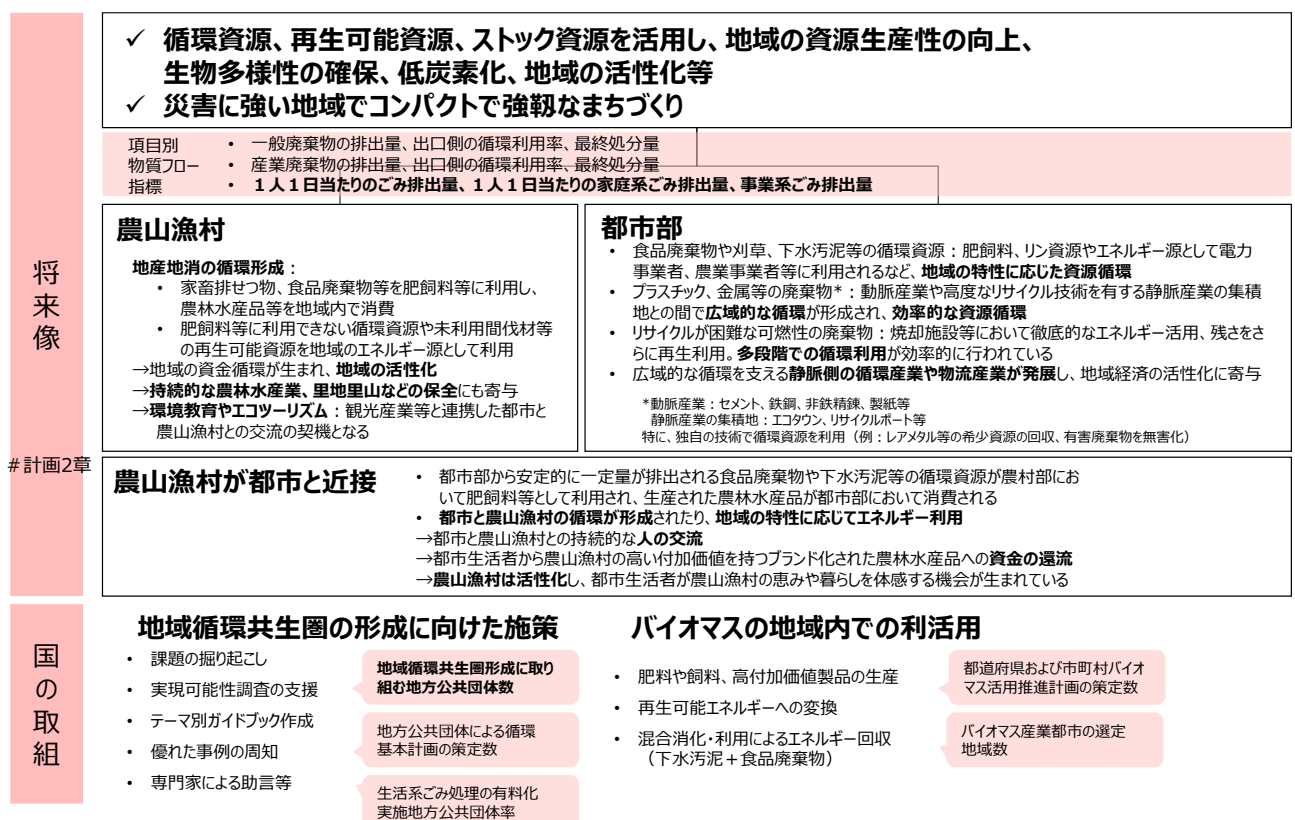 ✓ 循環資源、再生可能資源、ストック資源を活用し、地域の資源生産性の向上、
生物多様性の確保、低炭素化、地域の活性化等
✓ 災害に強い地域でコンパクトで強靱なまちづくり
項目別
物質フロー
指標
• 一般廃棄物の排出量、出口側の循環利用率、最終処分量
• 産業廃棄物の排出量、出口側の循環利用率、最終処分量
• 1人1日当たりのごみ排出量、1人1日当たりの家庭系ごみ排出量、事業系ごみ排出量
将来像
#計画2章
農山漁村
地産地消の循環形成：
• 家畜排せつ物、食品廃棄物等を肥飼料等に利用し、
農林水産品等を地域内で消費
• 肥飼料等に利用できない循環資源や未利用間伐材等
の再生可能資源を地域のエネルギー源として利用
→地域の資金循環が生まれ、地域の活性化
→持続的な農林水産業、里地里山などの保全にも寄与
→環境教育やエコツーリズム：観光産業等と連携した都市と
農山漁村との交流の契機となる
都市部
• 食品廃棄物や刈草、下水汚泥等の循環資源：肥飼料、リン資源やエネルギー源として電力
事業者、農業事業者等に利用されるなど、地域の特性に応じた資源循環
• プラスチック、金属等の廃棄物*：動脈産業や高度なリサイクル技術を有する静脈産業の集積
地との間で広域的な循環が形成され、効率的な資源循環
• リサイクルが困難な可燃性の廃棄物：焼却施設等において徹底的なエネルギー活用、残さをさ
らに再生利用。多段階での循環利用が効率的に行われている
• 広域的な循環を支える静脈側の循環産業や物流産業が発展し、地域経済の活性化に寄与
*動脈産業：セメント、鉄鋼、非鉄精錬、製紙等
静脈産業の集積地：エコタウン、リサイクルポート等
特に、独自の技術で循環資源を利用（例：レアメタル等の希少資源の回収、有害廃棄物を無害化）
農山漁村が都市と近接
• 都市部から安定的に一定量が排出される食品廃棄物や下水汚泥等の循環資源が農村部にお
いて肥飼料等として利用され、生産された農林水産品が都市部において消費される
• 都市と農山漁村の循環が形成されたり、地域の特性に応じてエネルギー利用
→都市と農山漁村との持続的な人の交流
→都市生活者から農山漁村の高い付加価値を持つブランド化された農林水産品への資金の還流
→農山漁村は活性化し、都市生活者が農山漁村の恵みや暮らしを体感する機会が生まれている
国の取組
地域循環共生圏の形成に向けた施策
• 課題の掘り起こし
• 実現可能性調査の支援
• テーマ別ガイドブック作成
• 優れた事例の周知
• 専門家による助言等
地域循環共生圏形成に取り
組む地方公共団体数
地方公共団体による循環
基本計画の策定数
生活系ごみ処理の有料化
実施地方公共団体率
バイオマスの地域内での利活用
• 肥料や飼料、高付加価値製品の生産
• 再生可能エネルギーへの変換
• 混合消化・利用によるエネルギー回収
（下水汚泥＋食品廃棄物）
都道府県および市町村バイオ
マス活用推進計画の策定数
バイオマス産業都市の選定
地域数